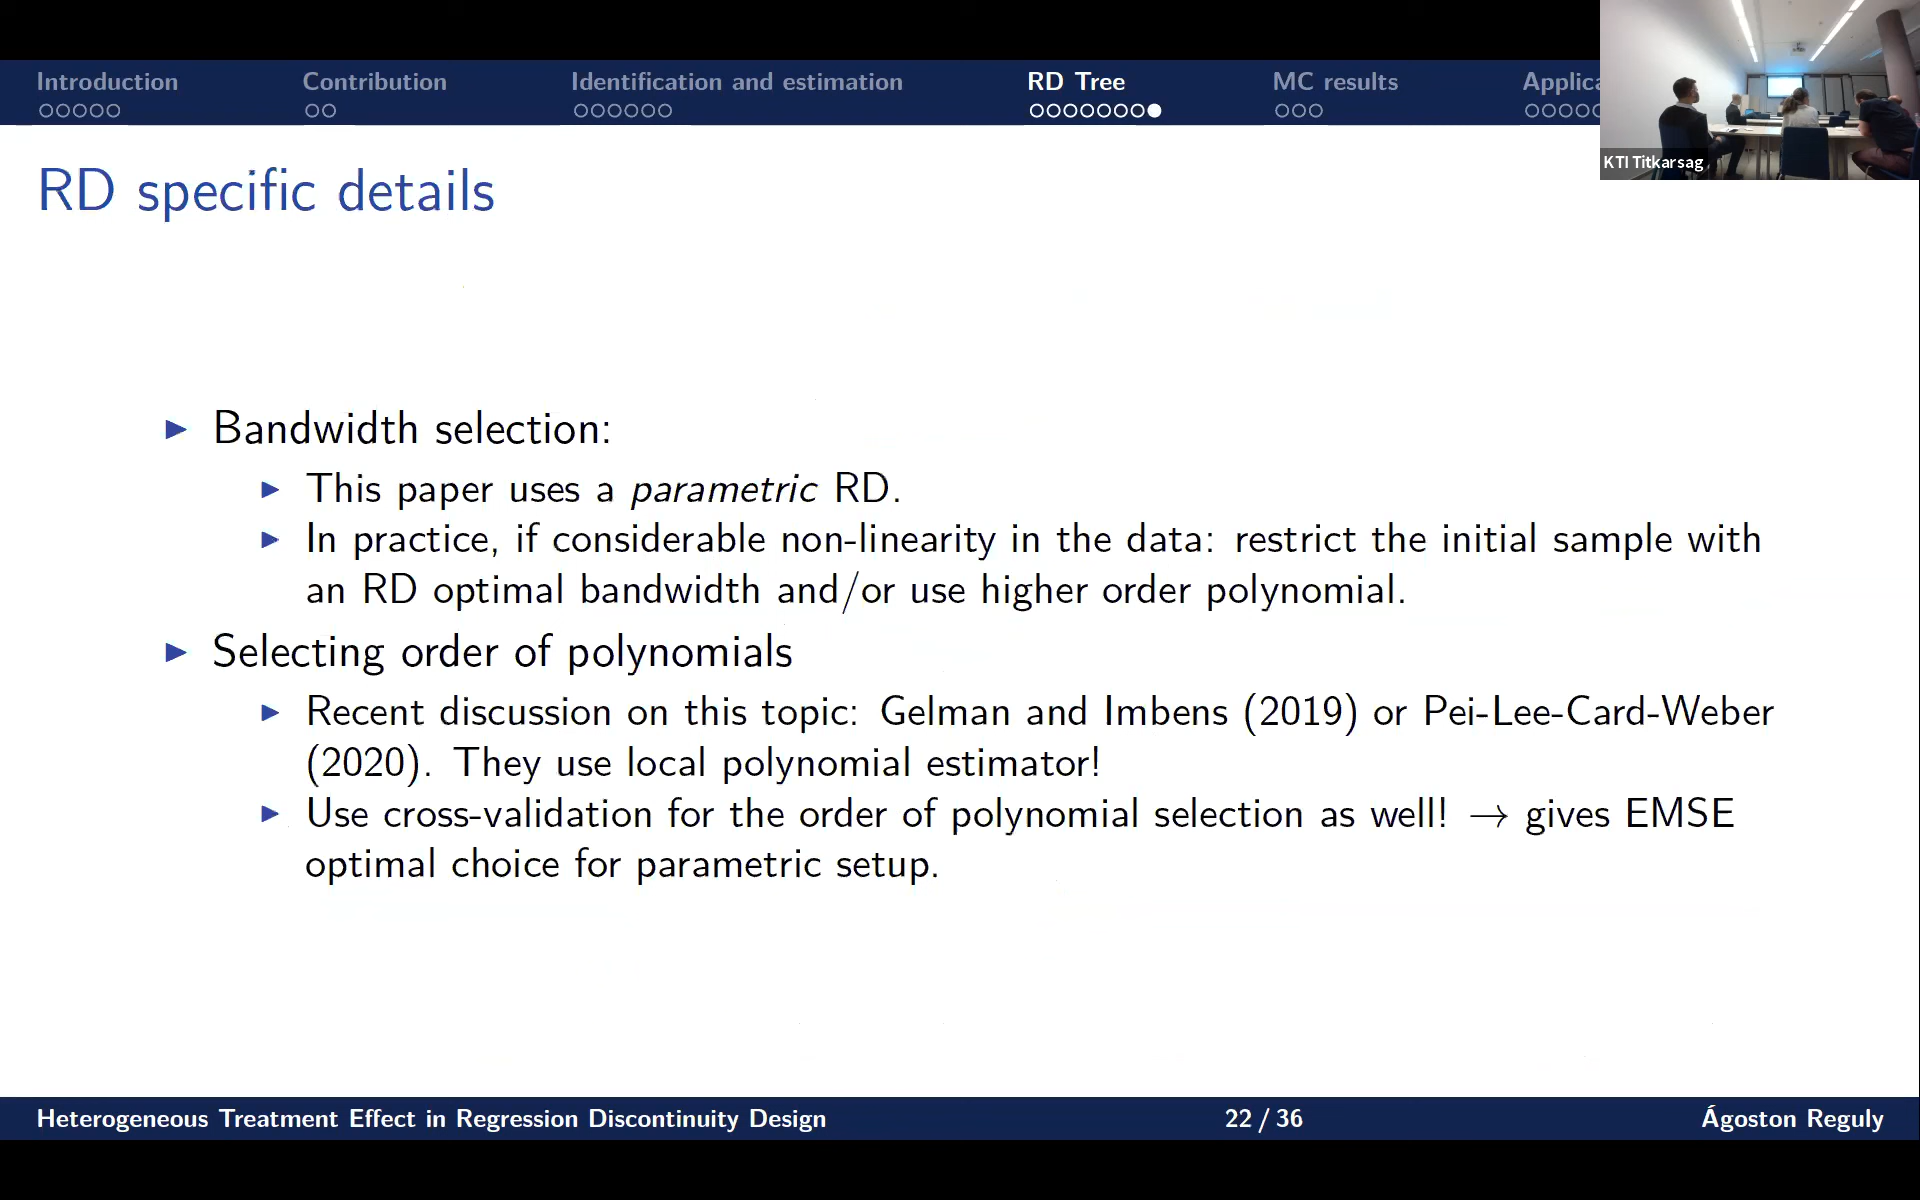 Introduction
Contribution
Identification and estimation
RD Tree
MC results
Applica
KTI Titkarsag
RD specific details
Bandwidth selection:
This paper uses a parametric RD.
In practice, if considerable non-linearity in the data: restrict the initial sample with
an RD optimal bandwidth and/or use higher order polynomial.
Selecting order of polynomials
Recent discussion on this topic: Gelman and Imbens (2019) or Pei-Lee-Card-Weber
(2020). They use local polynomial estimator!
Use cross-validation for the order of polynomial selection as well! → gives EMSE
optimal choice for parametric setup.
Heterogeneous Treatment Effect in Regression Discontinuity Design
22 / 36
Ágoston Reguly